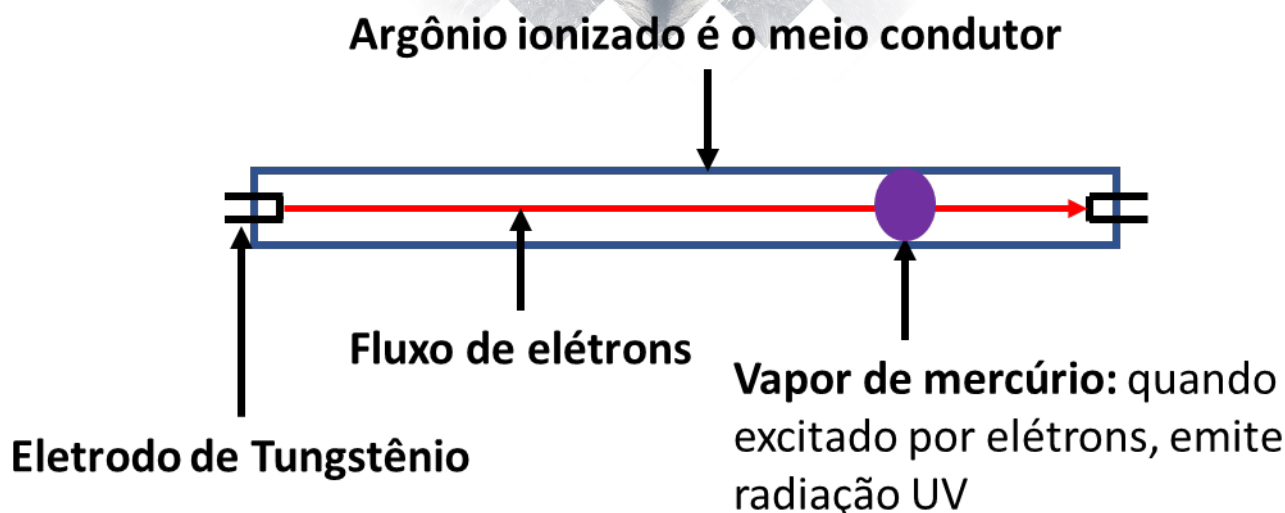 Argônio ionizado é o meio condutor
Fluxo de elétrons
Eletrodo de Tungstênio
Vapor de mercúrio: quando
excitado por elétrons, emite
radiação UV